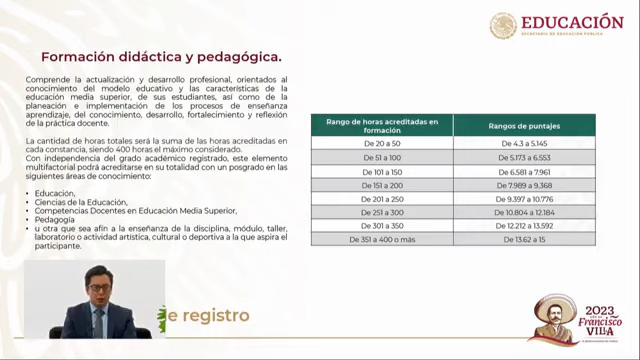 EDUCACIÓN
SECRETARÍA DE EDUCACIÓN PÚBLICA
Formación didáctica y pedagógica.
Comprende la actualización y desarrollo profesional, orientados al
conocimiento del modelo educativo y las características de la
educación media superior, de sus estudiantes, así como de la
planeación e implementación de los procesos de enseñanza
aprendizaje, del conocimiento, desarrollo, fortalecimiento y reflexión
de la práctica docente.
La cantidad de horas totales será la suma de las horas acreditadas en
cada constancia, siendo 400 horas el máximo considerado.
Con independencia del grado académico registrado, este elemento
multifactorial podrá acreditarse en su totalidad con un posgrado en las
siguientes áreas de conocimiento:
• Educación,
• Ciencias de la Educación,
• Competencias Docentes en Educación Media Superior,
• Pedagogía
• u otra que sea afín a la enseñanza de la disciplina, módulo, taller,
laboratorio o actividad artística, cultural o deportiva a la que aspira el
participante.
Rango de horas acreditadas en
formación
Rangos de puntajes
De 20 a 50 De 4.3 a 5.145
De 51 a 100 De 5.173 a 6.553
De 101 a 150 De 6.581 a 7.961
De 151 a 200 De 7.989 a 9.368
De 201 a 250 De 9.397 a 10.776
De 251 a 300 De 10.804 a 12.184
De 301 a 350 De 12.212 a 13.592
De 351 a 400 o más De 13.62 a 15
e registro
2023
Francisco
VILLA